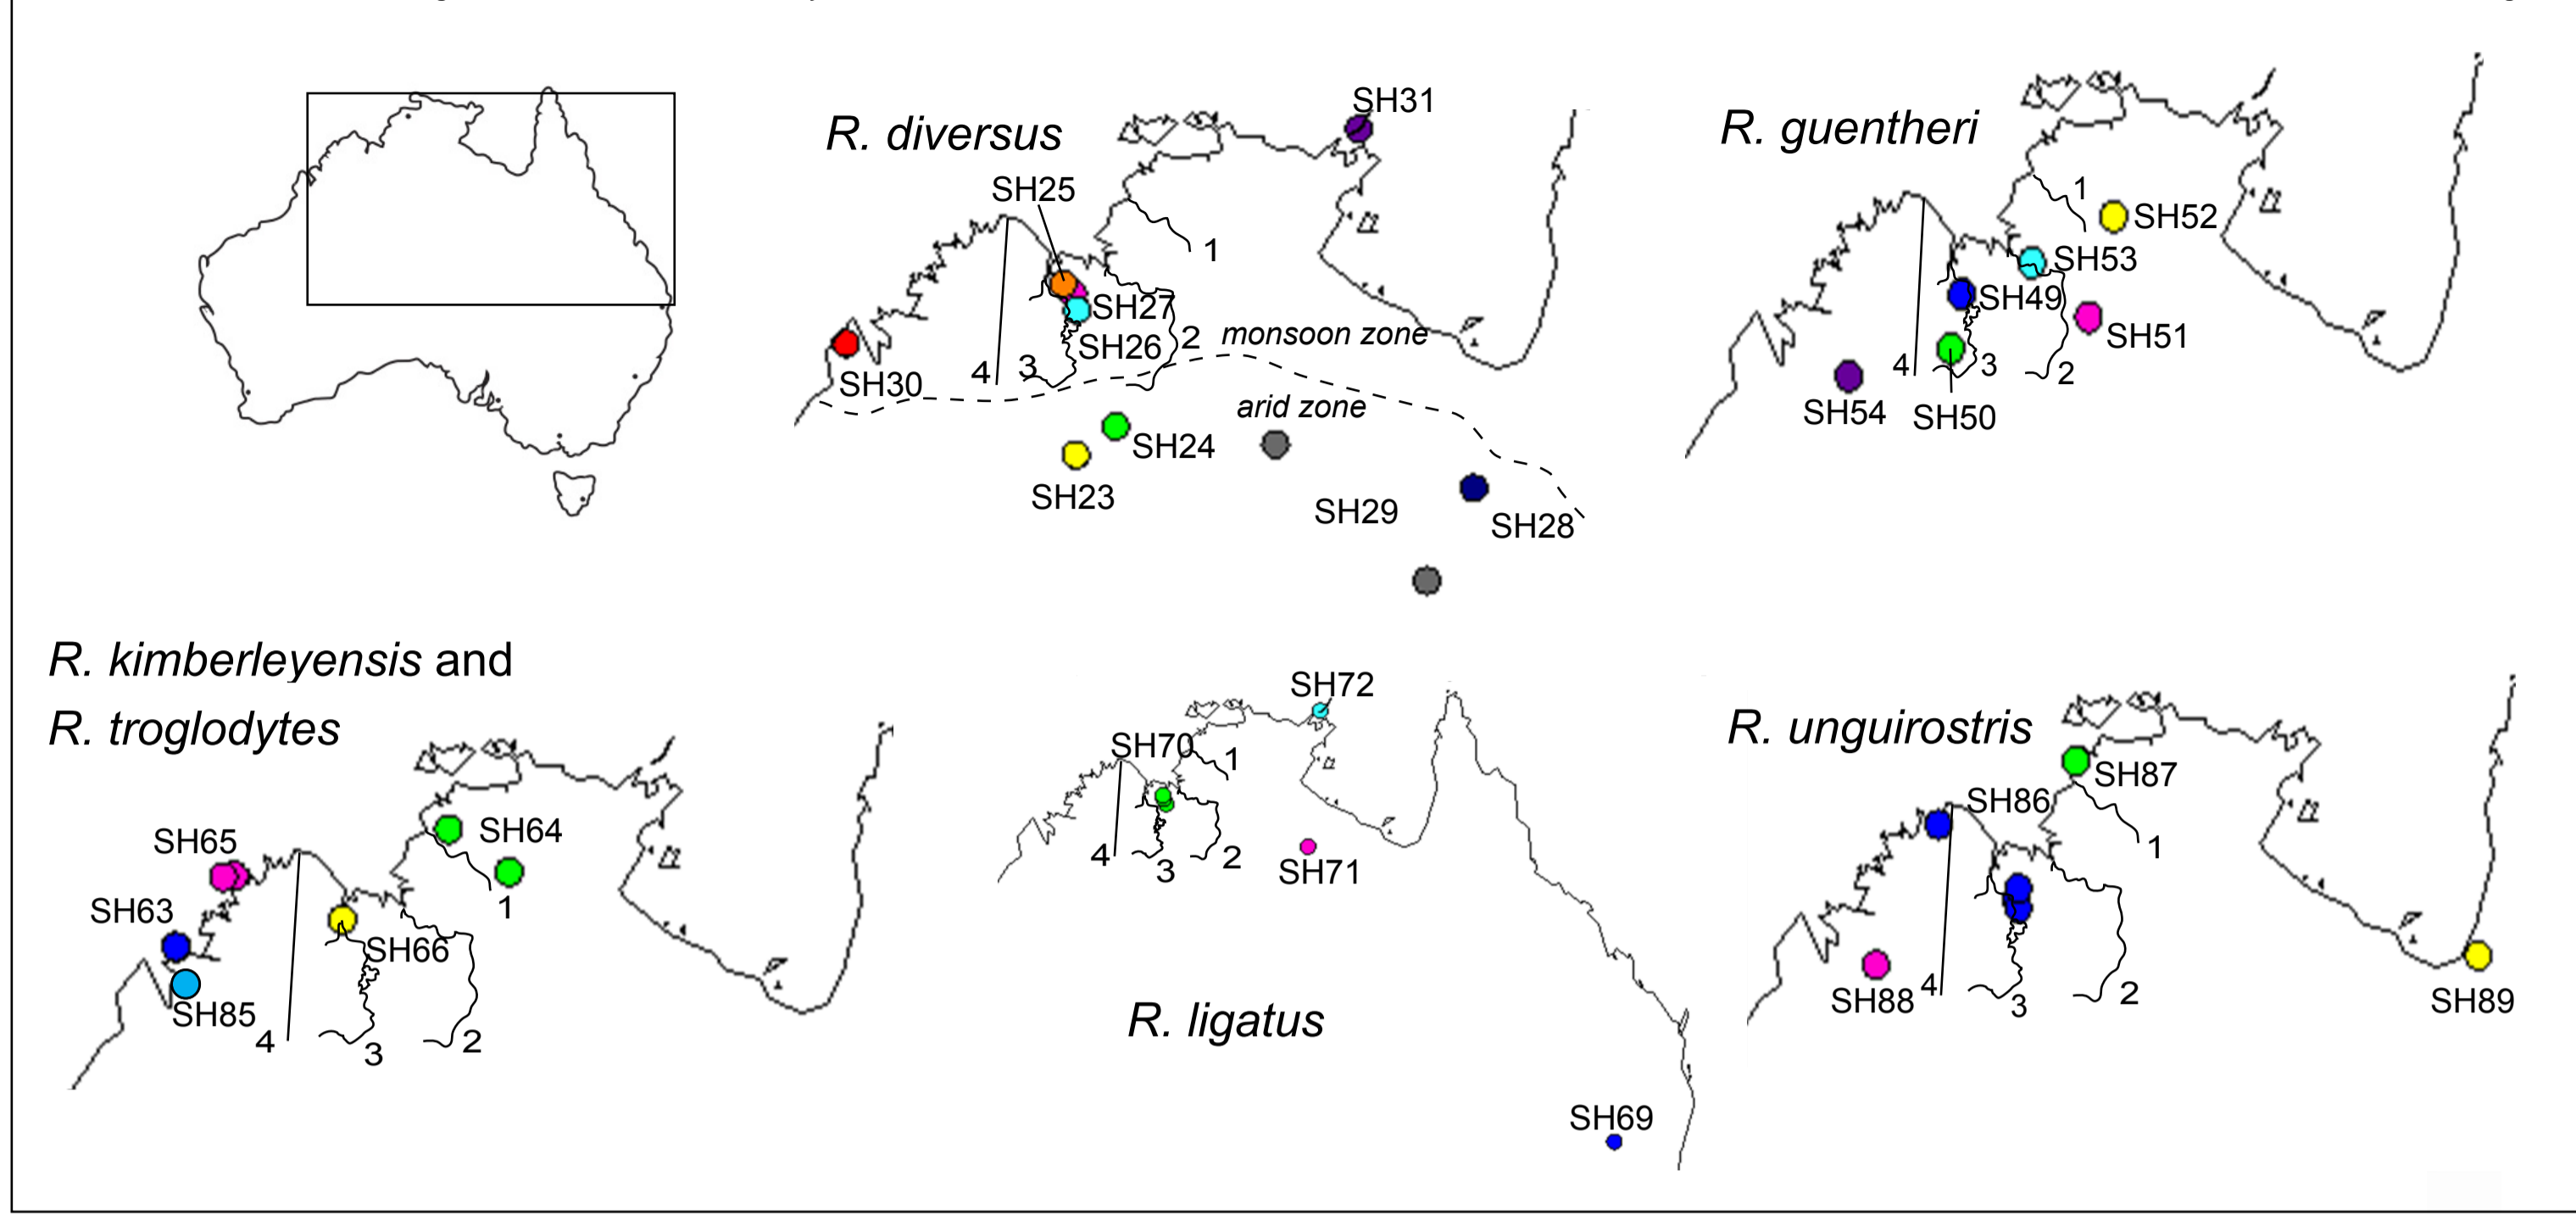 R. diversus
SH31
SH25
1
SH27
SH26
2
monsoon zone
3
4
SH30
arid zone
SH24
SH23
SH29
SH28
R. guentheri
1
SH52
SH53
SH49
SH51
4
3
2
SH54
SH50
R. kimberleyensis and
R. troglodytes
SH65
SH64
SH63
1
SH66
SH85
4
3
2
SH72
SH70
1
4
3
2
SH71
R. ligatus
SH69
R. unguirostris
SH87
SH86
1
SH88
4
3
2
SH89